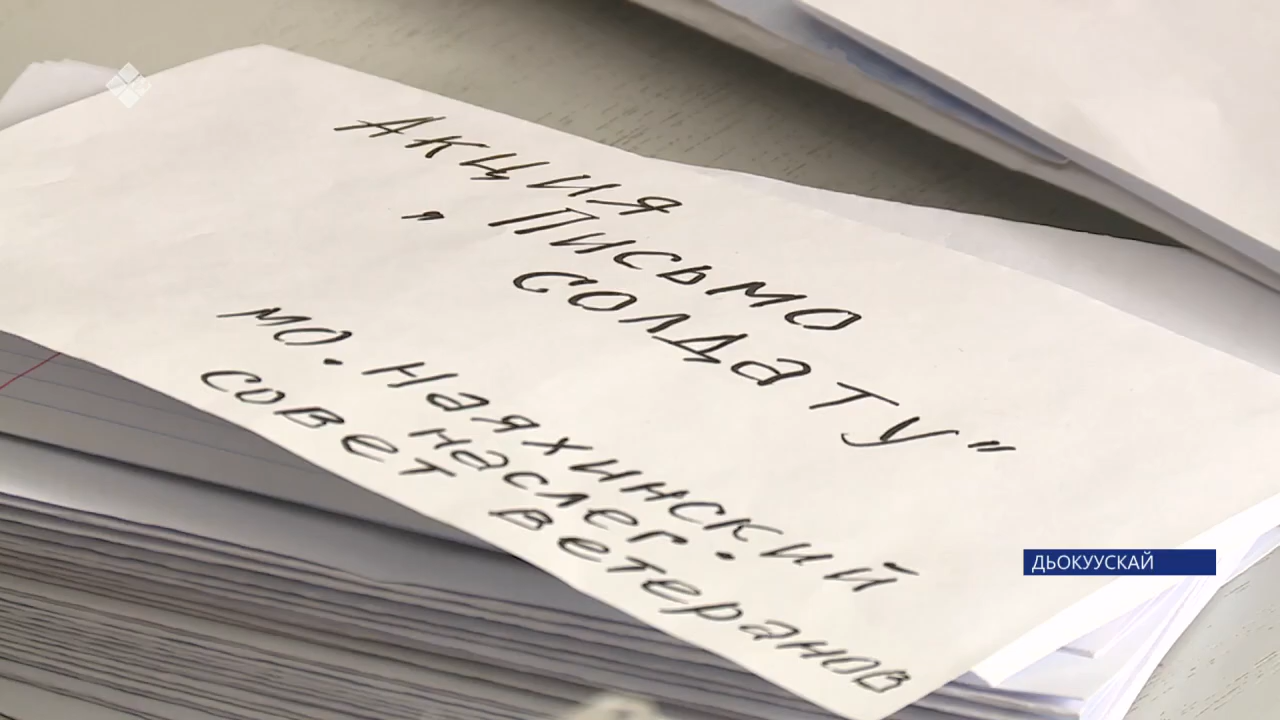 Акция
„ Письмо
солдату"
МО. Наяхинский
наслег.
совет ветеранов
ДЬОКУУСКАЙ